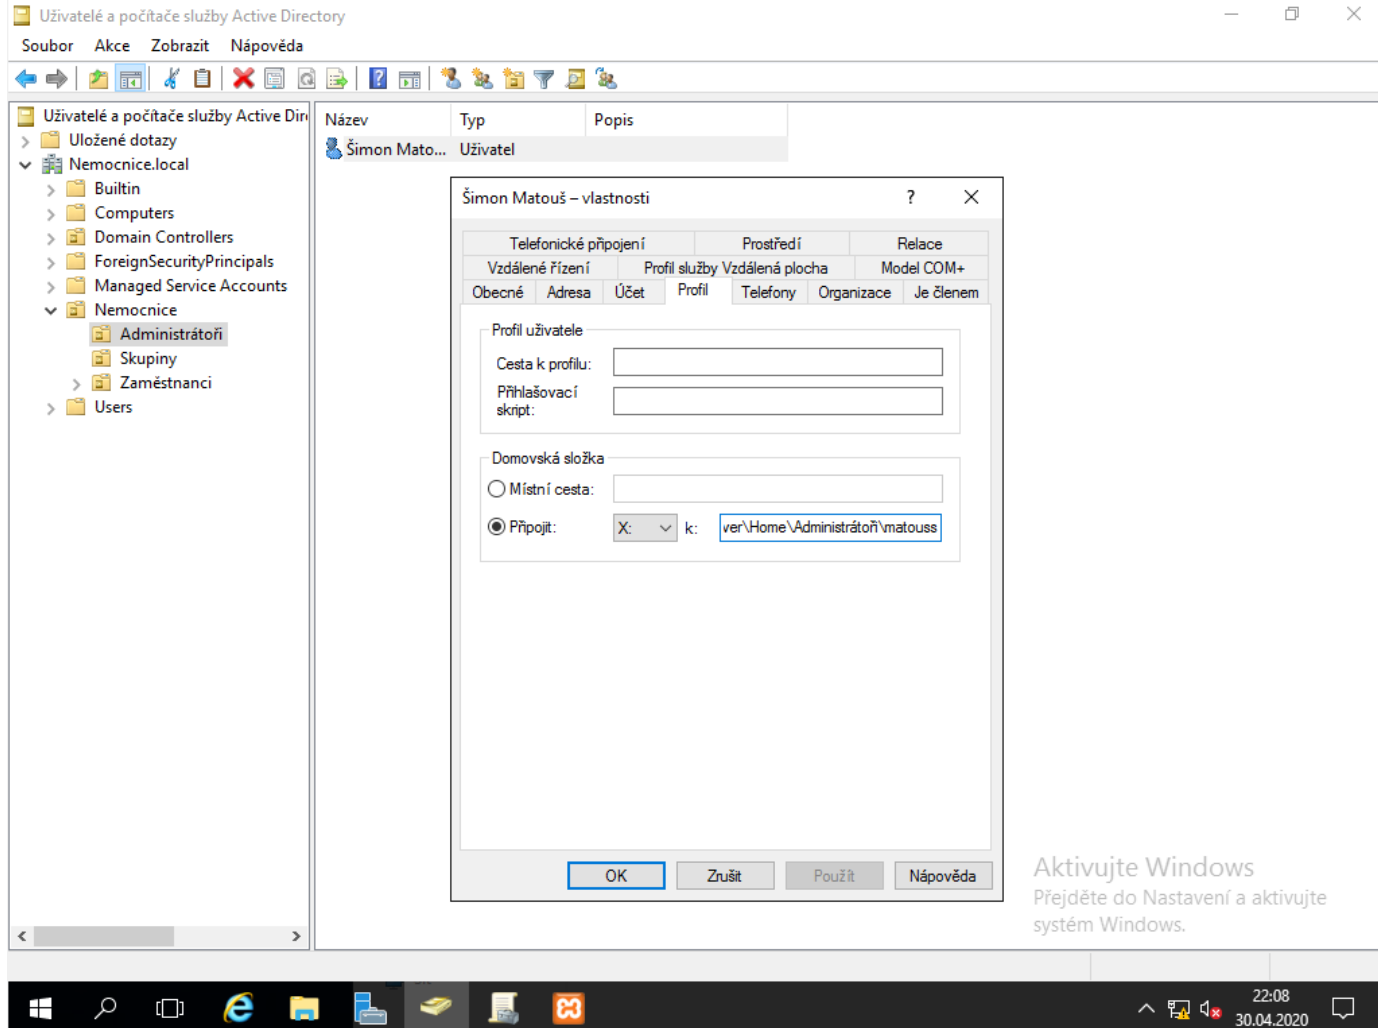 Uživatelé a počítače služby Active Directory
Soubor Akce Zobrazit Nápověda
Uživatelé a počítače služby Active Dire
Uložené dotazy
Nemocnice.local
Builtin
Computers
Domain Controllers
ForeignSecurityPrincipals
Managed Service Accounts
Nemocnice
Administrátoři
Skupiny
Zaměstnanci
Users
Název Typ Popis
Šimon Mato... Uživatel
Šimon Matouš – vlastnosti
Telefonické připojení Prostředí Relace
Vzdálené řízení Profil služby Vzdálená plocha Model COM+
Obecné Adresa Účet Profil Telefony Organizace Je členem
Profil uživatele
Cesta k profilu:
Přihlašovací
skript:
Domovská složka
Místní cesta:
Připojit: X: k: ver\Home\Administrátoři\matouss
OK Zrušit Použít Nápověda
Aktivujte Windows
Přejděte do Nastavení a aktivujte
systém Windows.
22:08
30.04.2020